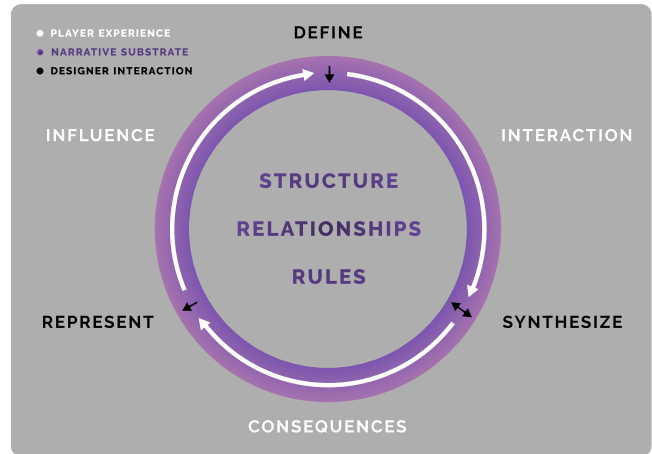 PLAYER EXPERIENCE
NARRATIVE SUBSTRATE
DESIGNER INTERACTION
DEFINE
INFLUENCE
INTERACTION
STRUCTURE
RELATIONSHIPS
RULES
REPRESENT
SYNTHESIZE
CONSEQUENCES